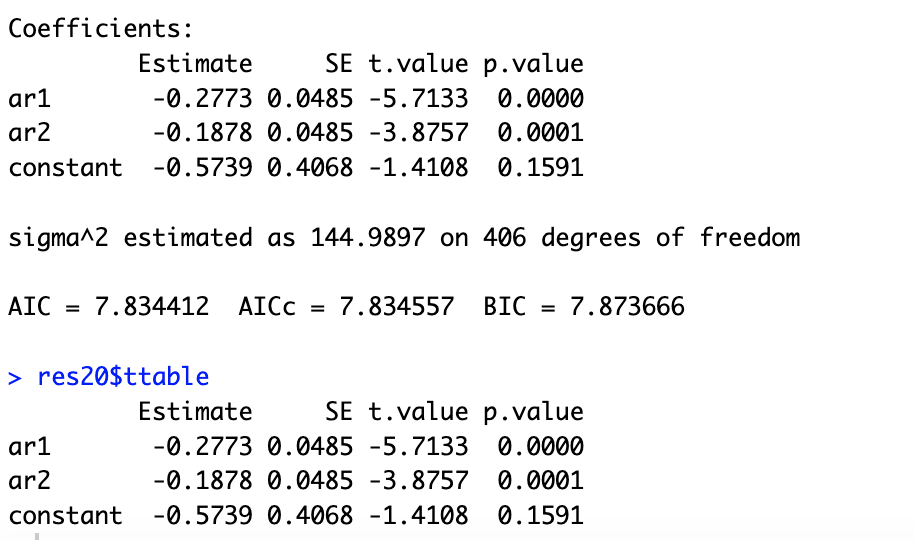 Coefficients:
         Estimate     SE t.value p.value
ar1       -0.2773 0.0485 -5.7133  0.0000
ar2       -0.1878 0.0485 -3.8757  0.0001
constant  -0.5739 0.4068 -1.4108  0.1591

sigma^2 estimated as 144.9897 on 406 degrees of freedom

AIC = 7.834412  AICc = 7.834557  BIC = 7.873666

> res20$ttable
         Estimate     SE t.value p.value
ar1       -0.2773 0.0485 -5.7133  0.0000
ar2       -0.1878 0.0485 -3.8757  0.0001
constant  -0.5739 0.4068 -1.4108  0.1591